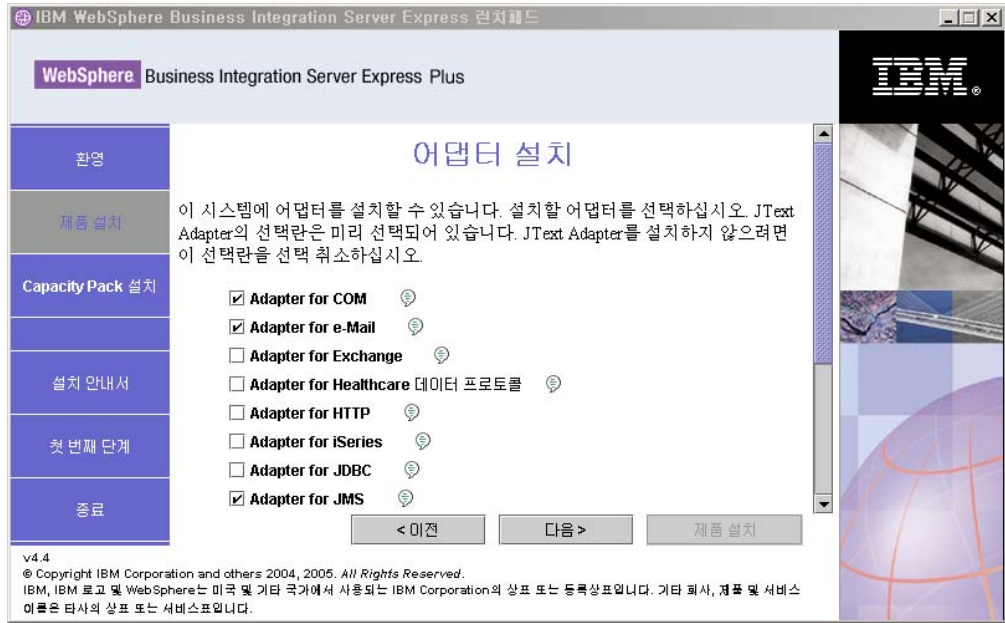 IBM WebSphere Business Integration Server Express 런치패드
WebSphere. Business Integration Server Express Plus
IBM®
환영
제품 설치
Capacity Pack 설치
설치 안내서
첫 번째 단계
종료
어댑터 설치
이 시스템에 어댑터를 설치할 수 있습니다. 설치할 어댑터를 선택하십시오. JText
Adapter의 선택란은 미리 선택되어 있습니다. JText Adapter를 설치하지 않으려면
이 선택란을 선택 취소하십시오.
Adapter for COM
Adapter for e-Mail
Adapter for Exchange
Adapter for Healthcare 데이터 프로토콜
Adapter for HTTP
Adapter for iSeries
Adapter for JDBC
Adapter for JMS
< 이전
다음 >
제품 설치
v4.4
© Copyright IBM Corporation and others 2004, 2005. All Rights Reserved.
IBM, IBM 로고 및 WebSphere는 미국 및 기타 국가에서 사용되는 IBM Corporation의 상표 또는 등록상표입니다. 기타 회사, 제품 및 서비스
이름은 타사의 상표 또는 서비스표입니다.